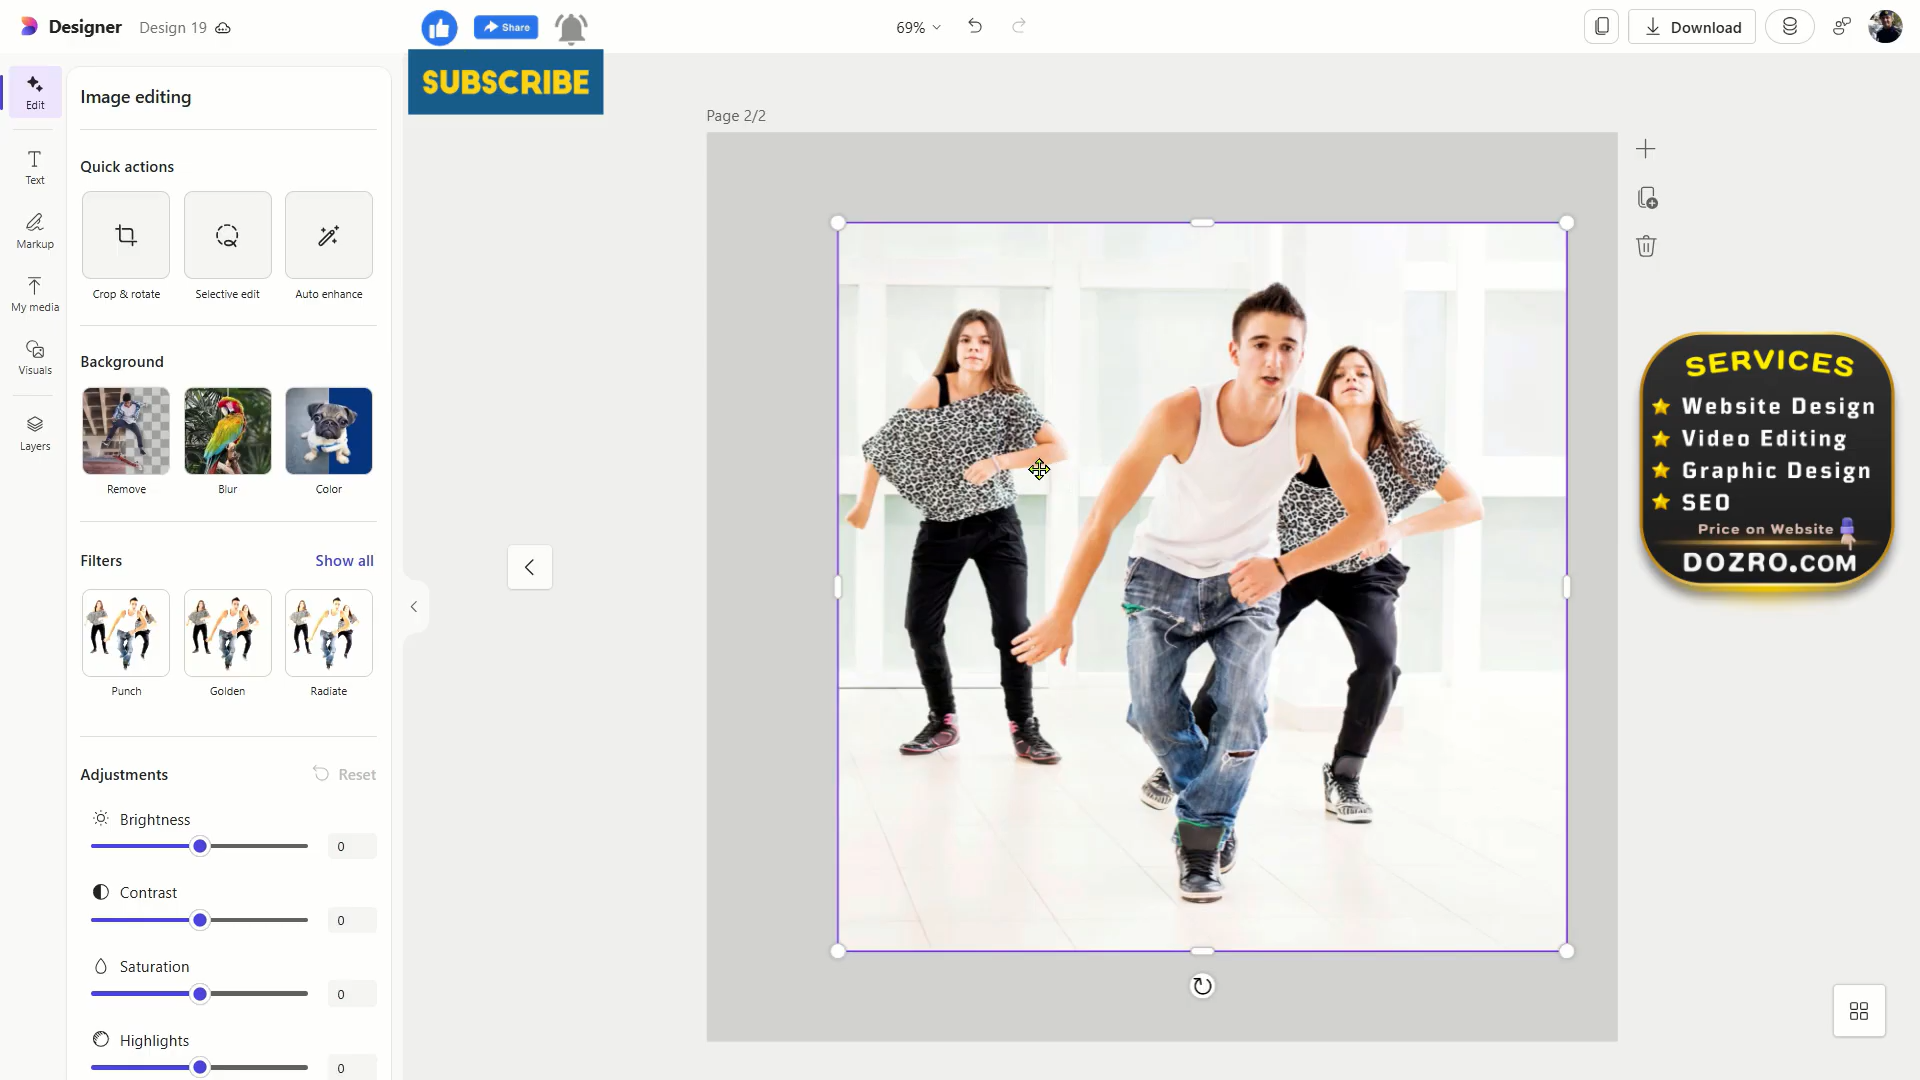 Designer
Design 19
Share
69%
Download
SUBSCRIBE
Edit
Text
Markup
My media
Visuals
Layers
Image editing
Quick actions
Crop & rotate
Selective edit
Auto enhance
Background
Remove
Blur
Color
Filters
Show all
Punch
Golden
Radiate
Adjustments
Reset
Brightness
0
Contrast
0
Saturation
0
Highlights
0
Page 2/2
SERVICES
Website Design
Video Editing
Graphic Design
SEO
Price on Website
DOZRO.COM